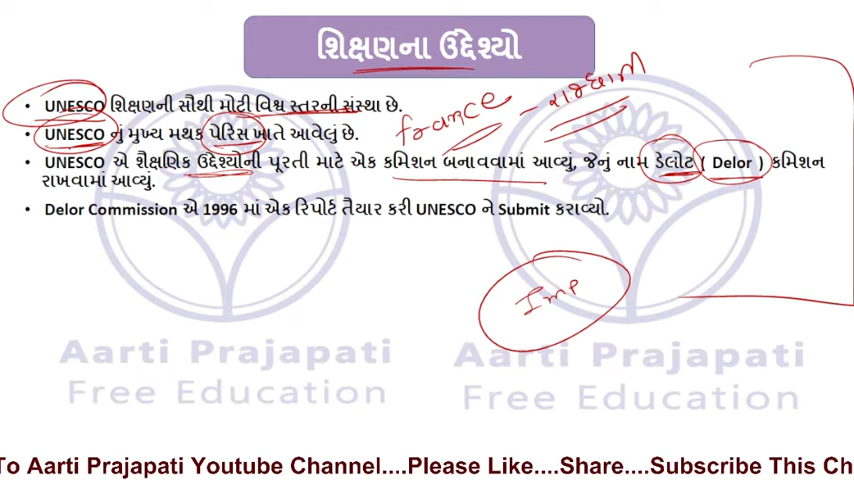 શિક્ષણના ઉદ્દેશ્યો
france - રાજધાની
• UNESCO શિક્ષણની સૌથી મોટી વિશ્વ સ્તરની સંસ્થા છે.
• UNESCO નું મુખ્ય મથક પેરિસ ખાતે આવેલું છે.
• UNESCO એ શૈક્ષણિક ઉદ્દેશ્યોની પૂરતી માટે એક કમિશન બનાવવામાં આવ્યું, જેનું નામ ડેલોટ ( Delor ) કમિશન
રાખવામાં આવ્યું.
• Delor Commission એ 1996 માં એક રિપોર્ટ તૈયાર કરી UNESCO ને Submit કરાવ્યો.
Imp
Aarti Prajapati Aarti Prajapati
Free Education Free Education
To Aarti Prajapati Youtube Channel....Please Like....Share....Subscribe This Ch